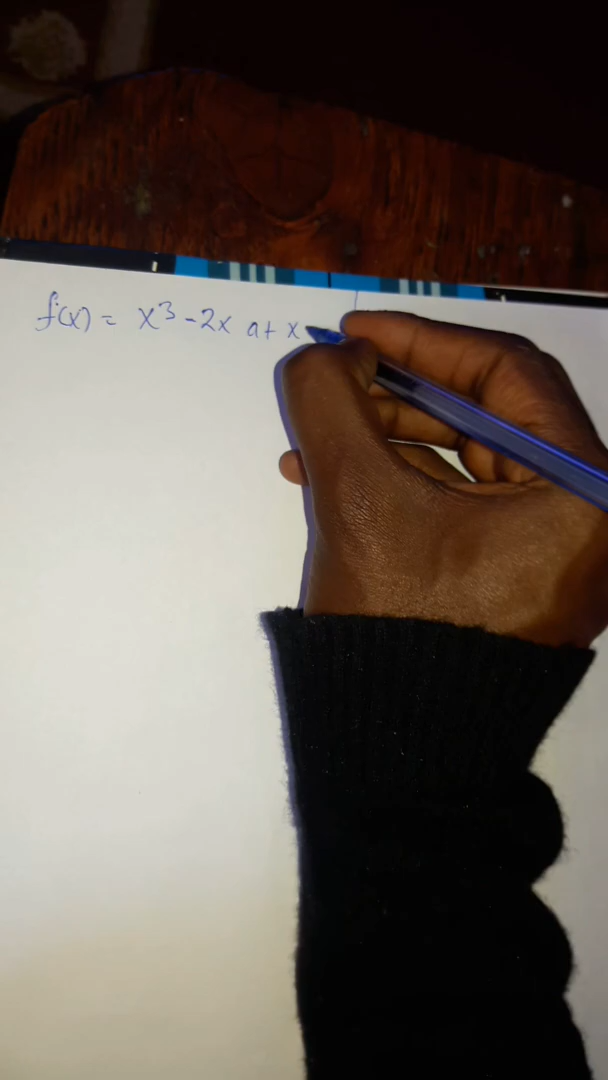 f(x) = x³ - 2x at x